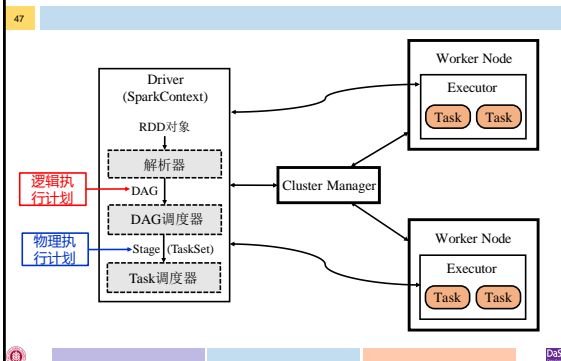 47
Driver
(SparkContext)
RDD对象
解析器
DAG
DAG调度器
Stage (TaskSet)
Task调度器
逻辑执
行计划
物理执
行计划
Cluster Manager
Worker Node
Executor
Task Task
Worker Node
Executor
Task Task
DaS